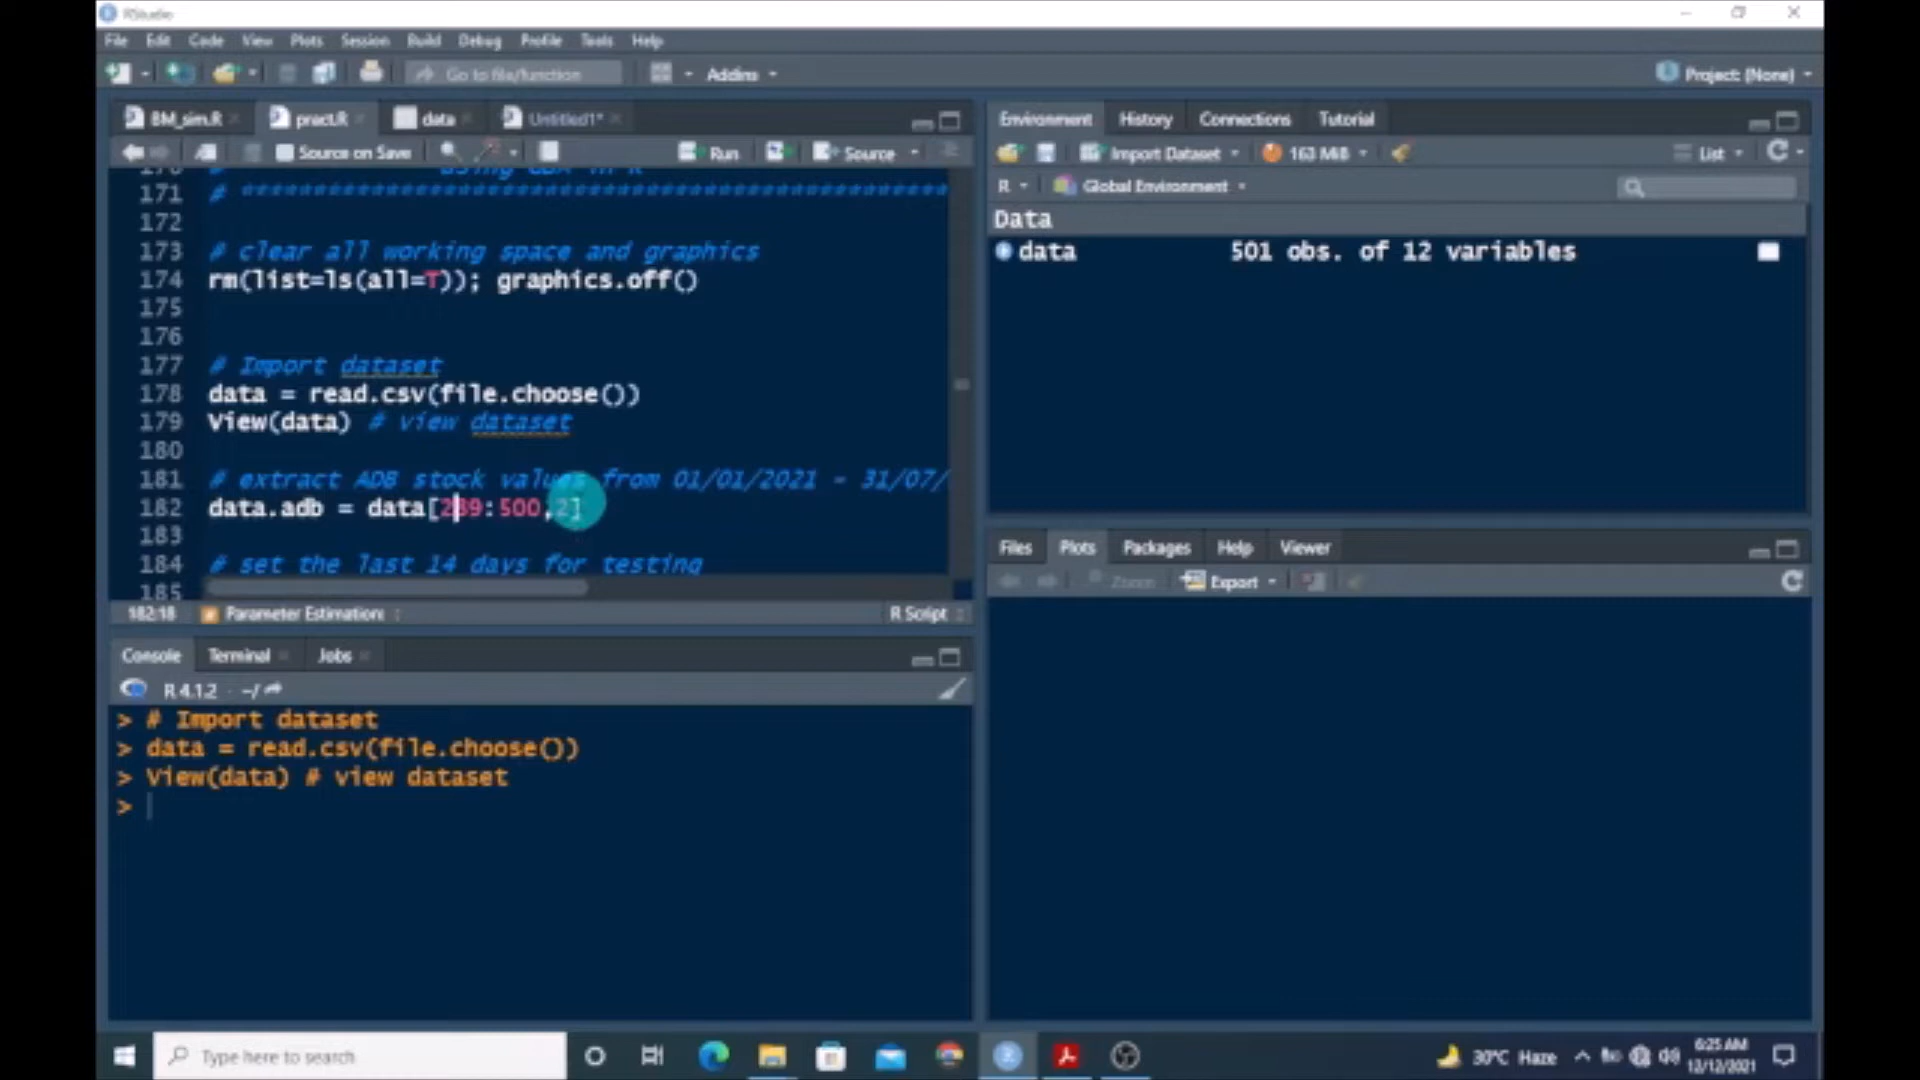 RStudio
File Edit Code View Plots Session Build Debug Profile Tools Help
Go to file/function Addins Project: (None)
BM_sim.R pract.R data Untitled1*
Source on Save Run Source
171 # *************************************************
172
173 # clear all working space and graphics
174 rm(list=ls(all=T)); graphics.off()
175
176
177 # Import dataset
178 data = read.csv(file.choose())
179 View(data) # view dataset
180
181 # extract ADB stock values from 01/01/2021 - 31/07/
182 data.adb = data[289:500,2]
183
184 # set the last 14 days for testing
185
182:18 Parameter Estimation R Script
Console Terminal Jobs
R 4.1.2 · ~/
> # Import dataset
> data = read.csv(file.choose())
> View(data) # view dataset
>
Environment History Connections Tutorial
Import Dataset 163 MiB List
R Global Environment
Data
data 501 obs. of 12 variables
Files Plots Packages Help Viewer
Zoom Export
Type here to search
30°C Haze
6:25 AM
12/12/2021